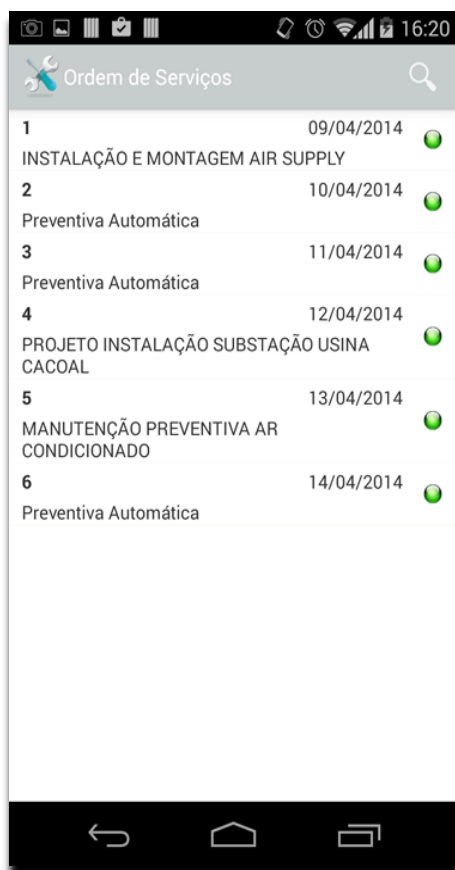 16:20
Ordem de Serviços
1 09/04/2014
INSTALAÇÃO E MONTAGEM AIR SUPPLY
2 10/04/2014
Preventiva Automática
3 11/04/2014
Preventiva Automática
4 12/04/2014
PROJETO INSTALAÇÃO SUBSTAÇÃO USINA
CACOAL
5 13/04/2014
MANUTENÇÃO PREVENTIVA AR
CONDICIONADO
6 14/04/2014
Preventiva Automática